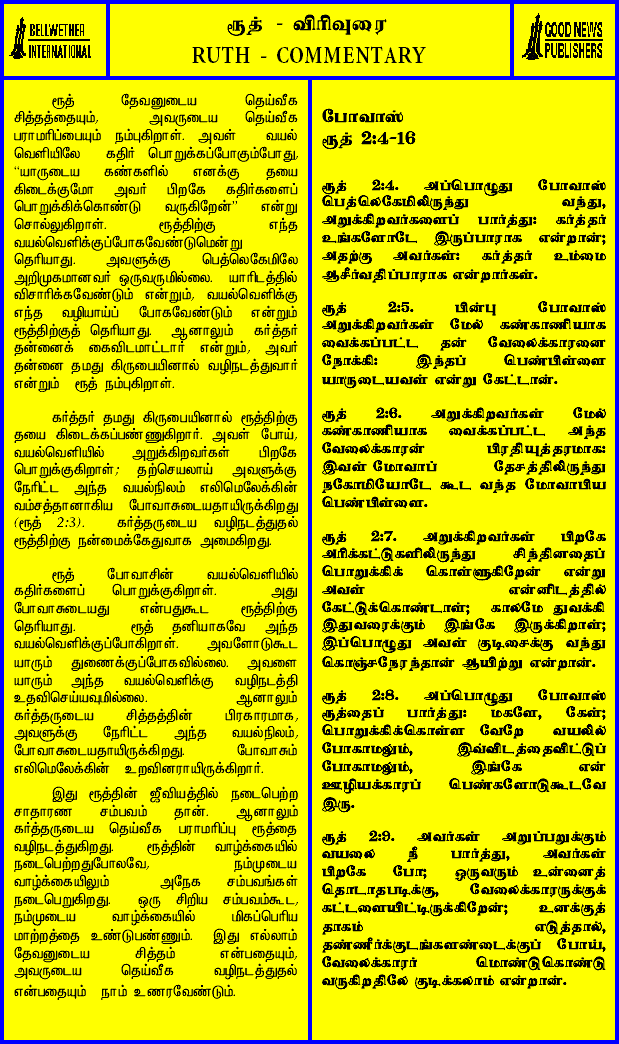 BELLWETHER
INTERNATIONAL
ரூத் - விரிவுரை
RUTH - COMMENTARY
GOOD NEWS
PUBLISHERS
ரூத் தேவனுடைய தெய்வீக
சித்தத்தையும், அவருடைய தெய்வீக
பராமரிப்பையும் நம்புகிறாள். அவள் வயல்
வெளியிலே கதிர் பொறுக்கப்போகும்போது,
“யாருடைய கண்களில் எனக்கு தயை
கிடைக்குமோ அவர் பிறகே கதிர்களைப்
பொறுக்கிக்கொண்டு வருகிறேன்” என்று
சொல்லுகிறாள். ரூத்திற்கு எந்த
வயல்வெளிக்குப்போகவேண்டுமென்று
தெரியாது. அவளுக்கு பெத்லெகேமிலே
அறிமுகமானவர் ஒருவருமில்லை. யாரிடத்தில்
விசாரிக்கவேண்டும் என்றும், வயல்வெளிக்கு
எந்த வழியாய்ப் போகவேண்டும் என்றும்
ரூத்திற்குத் தெரியாது. ஆனாலும் கர்த்தர்
தன்னைக் கைவிடமாட்டார் என்றும், அவர்
தன்னை தமது கிருபையினால் வழிநடத்துவார்
என்றும் ரூத் நம்புகிறாள்.
கர்த்தர் தமது கிருபையினால் ரூத்திற்கு
தயை கிடைக்கப்பண்ணுகிறார். அவள் போய்,
வயல்வெளியில் அறுக்கிறவர்கள் பிறகே
பொறுக்கிறாள்; தற்செயலாய் அவளுக்கு
நேரிட்ட அந்த வயல்நிலம் எலிமெலேக்கின்
வம்சத்தானாகிய போவாசுடையதாயிருக்கிறது
(ரூத் 2:3). கர்த்தருடைய வழிநடத்துதல்
ரூத்திற்கு நன்மைக்கேதுவாக அமைகிறது.
ரூத் போவாசின் வயல்வெளியில்
கதிர்களைப் பொறுக்குகிறாள். அது
போவாசுடையது என்பதுகூட ரூத்திற்கு
தெரியாது. ரூத் தனியாகவே அந்த
வயல்வெளிக்குப்போகிறாள். அவளோடுகூட
யாரும் துணைக்குப்போகவில்லை. அவளை
யாரும் அந்த வயல்வெளிக்கு வழிநடத்தி
உதவிசெய்யவுமில்லை. ஆனாலும்
கர்த்தருடைய சித்தத்தின் பிரகாரமாக,
அவளுக்கு நேரிட்ட அந்த வயல்நிலம்,
போவாசுடையதாயிருக்கிறது. போவாசும்
எலிமெலேக்கின் உறவினராயிருக்கிறார்.
இது ரூத்தின் ஜீவியத்தில் நடைபெற்ற
சாதாரண சம்பவம் தான். ஆனாலும்
கர்த்தருடைய தெய்வீக பராமரிப்பு ரூத்தை
வழிநடத்துகிறது. ரூத்தின் வாழ்க்கையில்
நடைபெற்றதுபோலவே, நம்முடைய
வாழ்க்கையிலும் அநேக சம்பவங்கள்
நடைபெறுகிறது. ஒரு சிறிய சம்பவம்கூட,
நம்முடைய வாழ்க்கையில் மிகப்பெரிய
மாற்றத்தை உண்டுபண்ணும். இது எல்லாம்
தேவனுடைய சித்தம் என்பதையும்,
அவருடைய தெய்வீக வழிநடத்துதல்
என்பதையும் நாம் உணரவேண்டும்.
போவாஸ்
ரூத் 2:4-16
ரூத் 2:4. அப்பொழுது போவாஸ்
பெத்லெகேமிலிருந்து வந்து,
அறுக்கிறவர்களைப் பார்த்து: கர்த்தர்
உங்களோடே இருப்பாராக என்றான்;
அதற்கு அவர்கள்: கர்த்தர் உம்மை
ஆசீர்வதிப்பாராக என்றார்கள்.
ரூத் 2:5. பின்பு போவாஸ்
அறுக்கிறவர்கள் மேல் கண்காணியாக
வைக்கப்பட்ட தன் வேலைக்காரனை
நோக்கி: இந்தப் பெண்பிள்ளை
யாருடையவள் என்று கேட்டான்.
ரூத் 2:6. அறுக்கிறவர்கள் மேல்
கண்காணியாக வைக்கப்பட்ட அந்த
வேலைக்காரன் பிரதியுத்தரமாக:
இவள் மோவாப் தேசத்திலிருந்து
நகோமியோடே கூட வந்த மோவாபிய
பெண்பிள்ளை.
ரூத் 2:7. அறுக்கிறவர்கள் பிறகே
அரிக்கட்டுகளிலிருந்து சிந்தினதைப்
பொறுக்கிக் கொள்ளுகிறேன் என்று
அவள் என்னிடத்தில்
கேட்டுக்கொண்டாள்; காலமே துவக்கி
இதுவரைக்கும் இங்கே இருக்கிறாள்;
இப்பொழுது அவள் குடிசைக்கு வந்து
கொஞ்சநேரந்தான் ஆயிற்று என்றான்.
ரூத் 2:8. அப்பொழுது போவாஸ்
ரூத்தைப் பார்த்து: மகளே, கேள்;
பொறுக்கிக்கொள்ள வேறே வயலில்
போகாமலும், இவ்விடத்தைவிட்டுப்
போகாமலும், இங்கே என்
ஊழியக்காரப் பெண்களோடுகூடவே
இரு.
ரூத் 2:9. அவர்கள் அறுப்பறுக்கும்
வயலை நீ பார்த்து, அவர்கள்
பிறகே போ; ஒருவரும் உன்னைத்
தொடாதபடிக்கு, வேலைக்காரருக்குக்
கட்டளையிட்டிருக்கிறேன்; உனக்குத்
தாகம் எடுத்தால்,
தண்ணீர்க்குடங்களண்டைக்குப் போய்,
வேலைக்காரர் மொண்டுகொண்டு
வருகிறதிலே குடிக்கலாம் என்றான்.